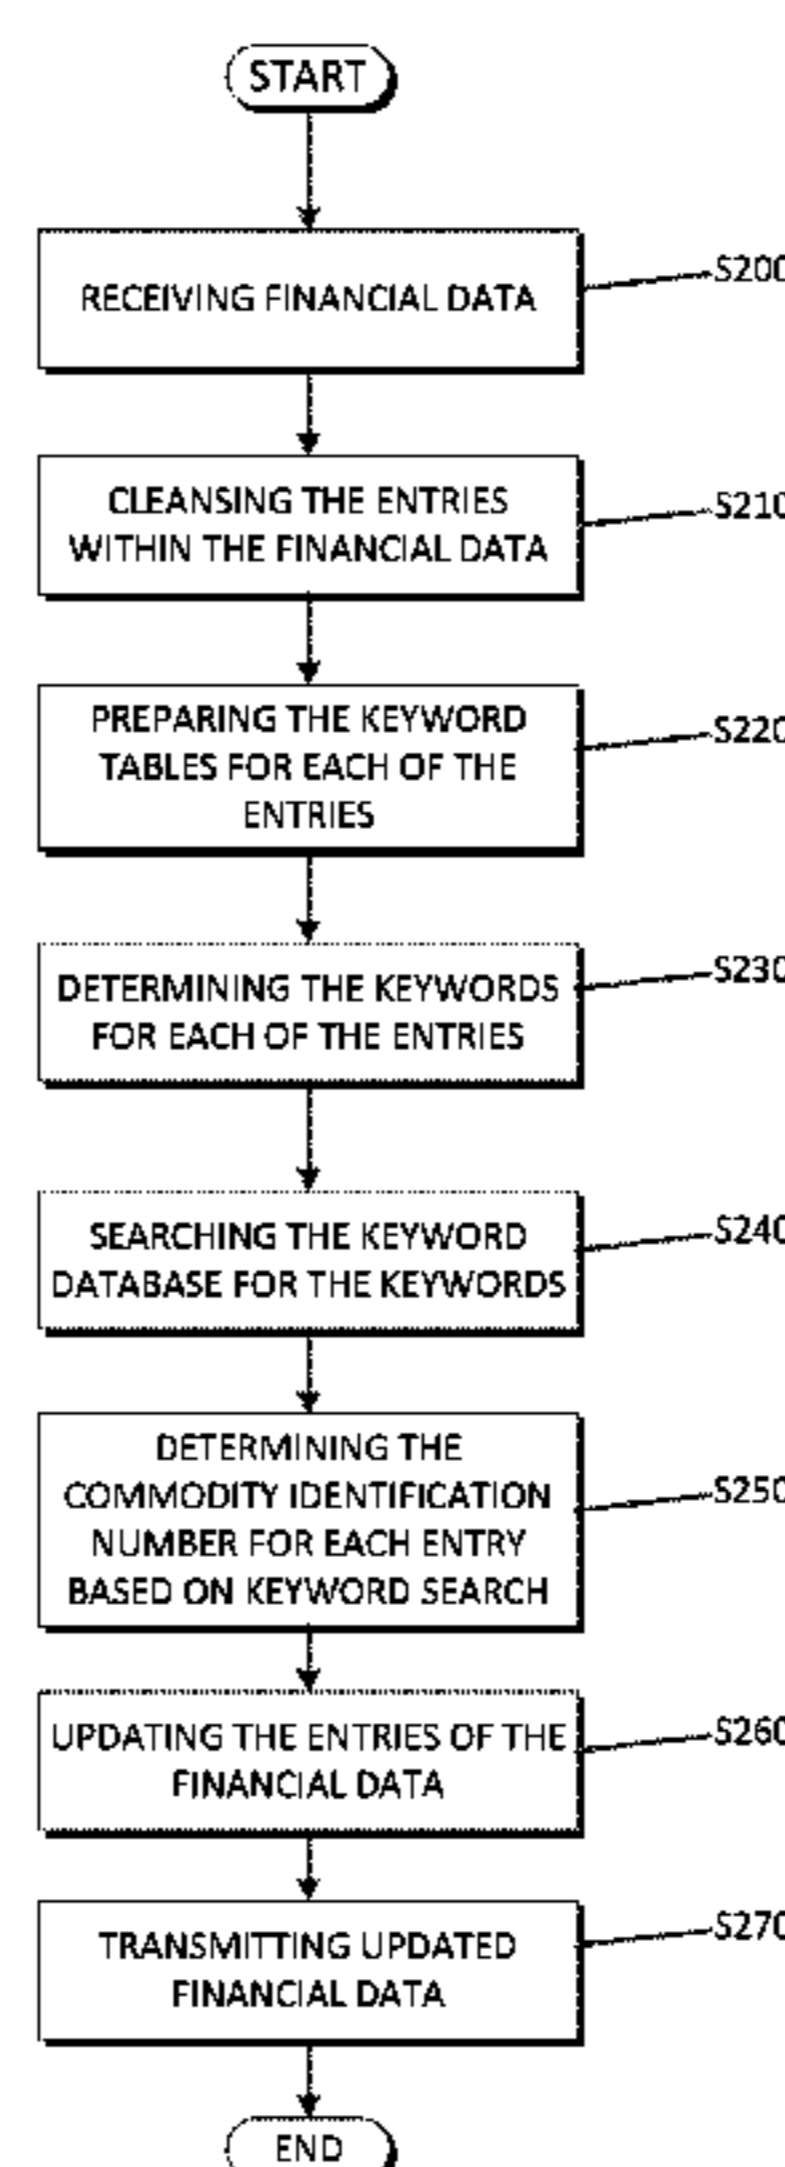 START
RECEIVING FINANCIAL DATA
S200
CLEANSING THE ENTRIES
WITHIN THE FINANCIAL DATA
S210
PREPARING THE KEYWORD
TABLES FOR EACH OF THE
ENTRIES
S220
DETERMINING THE KEYWORDS
FOR EACH OF THE ENTRIES
S230
SEARCHING THE KEYWORD
DATABASE FOR THE KEYWORDS
S240
DETERMINING THE
COMMODITY IDENTIFICATION
NUMBER FOR EACH ENTRY
BASED ON KEYWORD SEARCH
S250
UPDATING THE ENTRIES OF THE
FINANCIAL DATA
S260
TRANSMITTING UPDATED
FINANCIAL DATA
S270
END